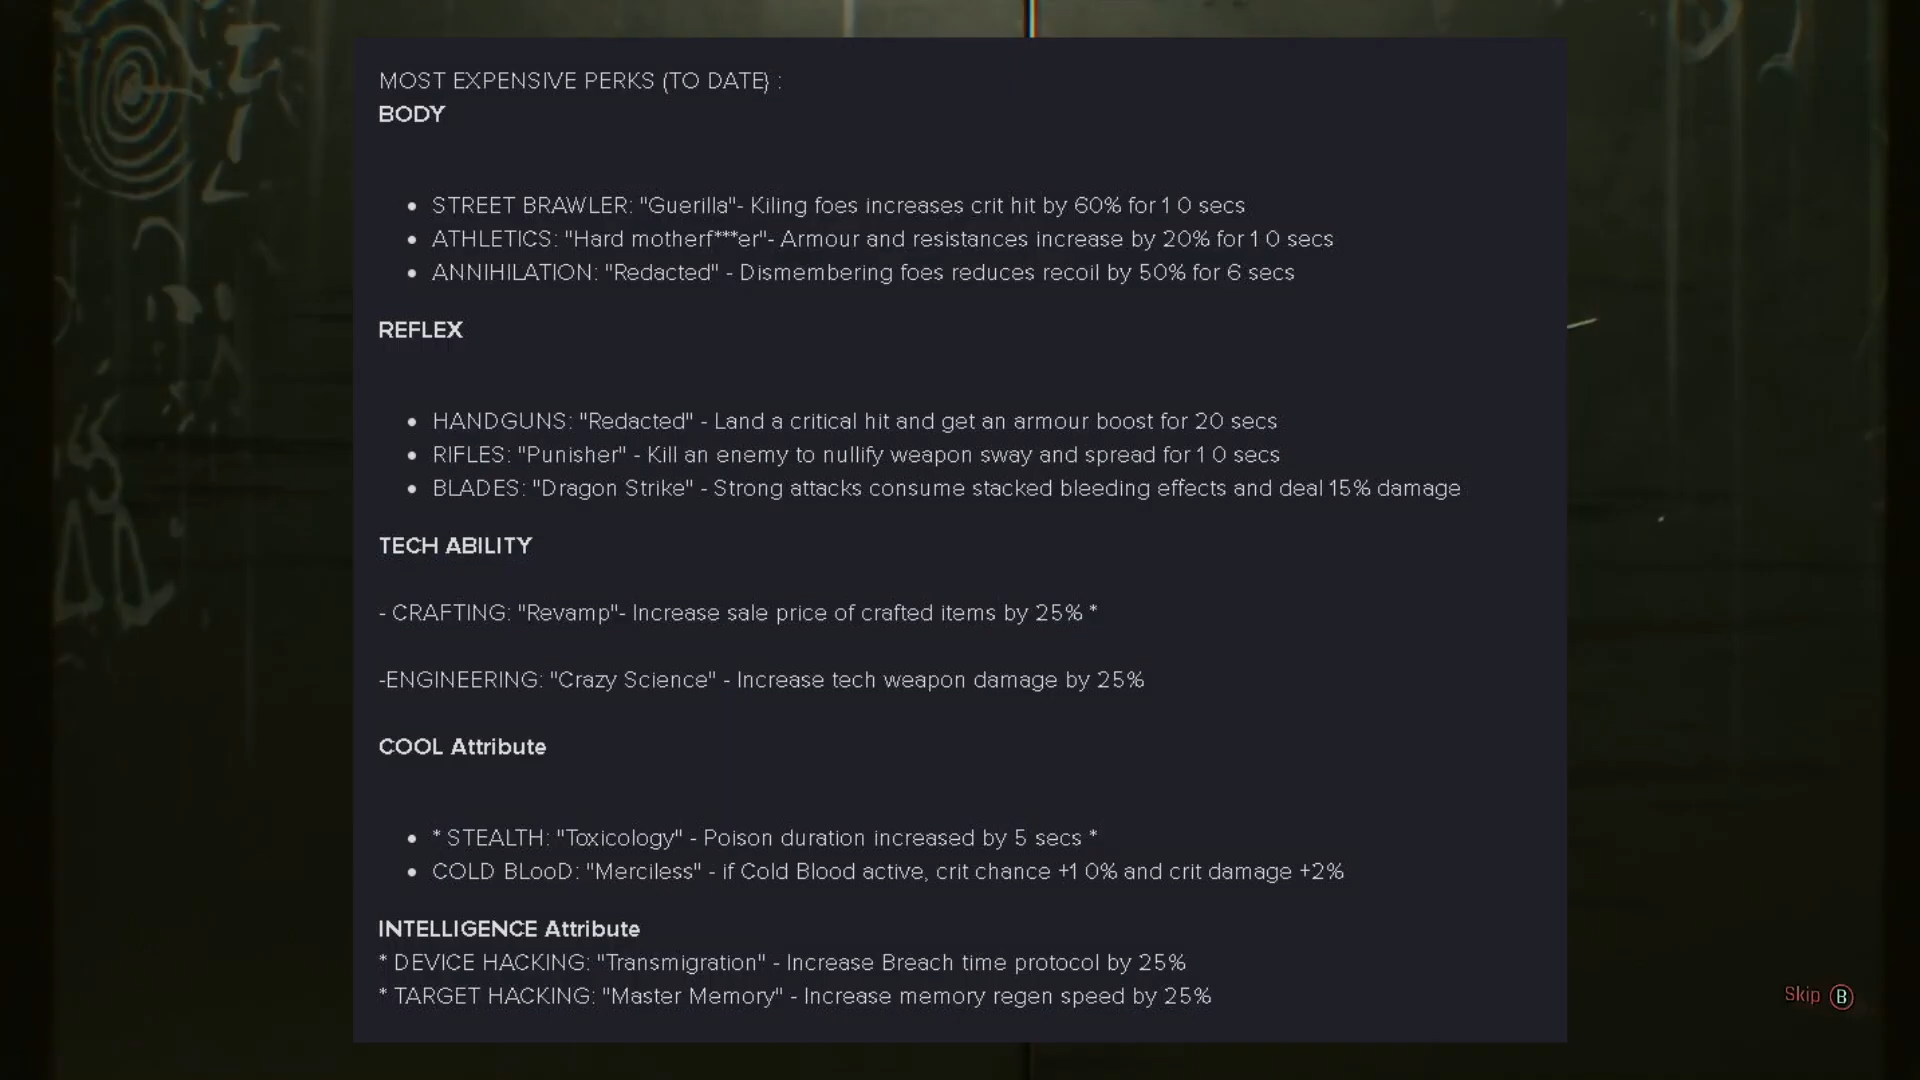 MOST EXPENSIVE PERKS (TO DATE) :
BODY
• STREET BRAWLER: "Guerilla"- Kiling foes increases crit hit by 60% for 1 0 secs
• ATHLETICS: "Hard motherf***er"- Armour and resistances increase by 20% for 1 0 secs
• ANNIHILATION: "Redacted" - Dismembering foes reduces recoil by 50% for 6 secs
REFLEX
• HANDGUNS: "Redacted" - Land a critical hit and get an armour boost for 20 secs
• RIFLES: "Punisher" - Kill an enemy to nullify weapon sway and spread for 1 0 secs
• BLADES: "Dragon Strike" - Strong attacks consume stacked bleeding effects and deal 15% damage
TECH ABILITY
- CRAFTING: "Revamp"- Increase sale price of crafted items by 25% *
-ENGINEERING: "Crazy Science" - Increase tech weapon damage by 25%
COOL Attribute
• * STEALTH: "Toxicology" - Poison duration increased by 5 secs *
• COLD BLooD: "Merciless" - if Cold Blood active, crit chance +1 0% and crit damage +2%
INTELLIGENCE Attribute
* DEVICE HACKING: "Transmigration" - Increase Breach time protocol by 25%
* TARGET HACKING: "Master Memory" - Increase memory regen speed by 25%
Skip B